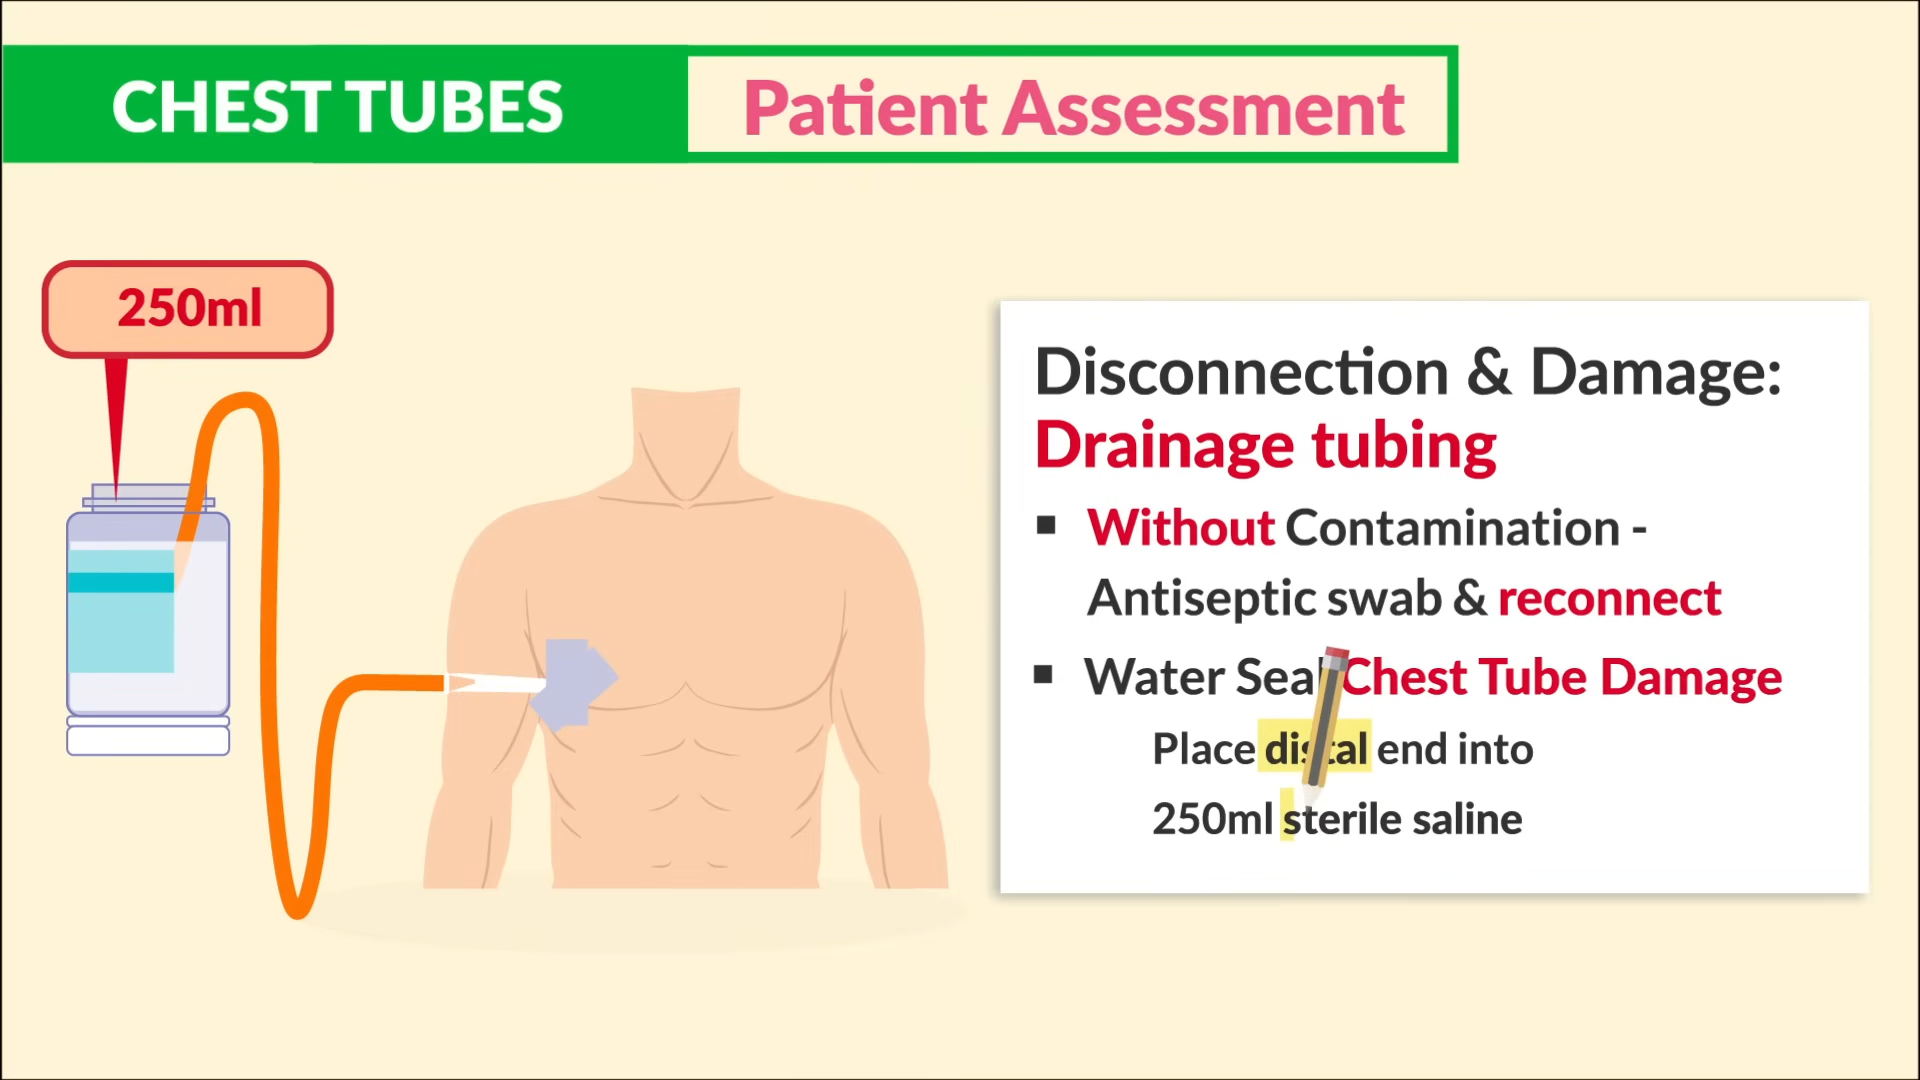 CHEST TUBES
Patient Assessment
250ml
Disconnection & Damage:
Drainage tubing
▪ Without Contamination -
Antiseptic swab & reconnect
▪ Water Seal Chest Tube Damage
Place distal end into
250ml sterile saline